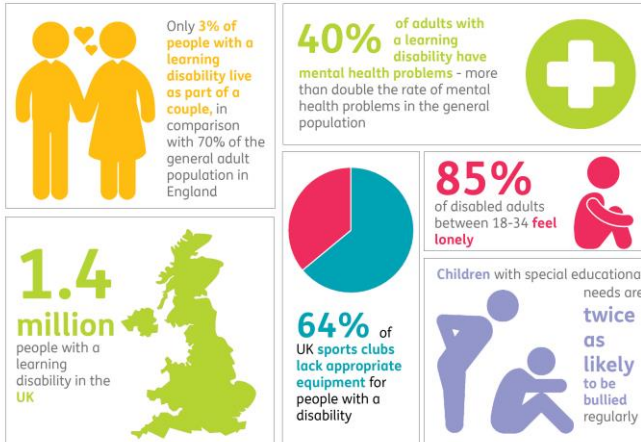 Only 3% of
people with a
learning
disability live
as part of a
couple, in
comparison
with 70% of the
general adult
population in
England
40% of adults with
a learning
disability have
mental health problems - more
than double the rate of mental
health problems in the general
population
1.4
million
people with a
learning
disability in the
UK
64% of
UK sports clubs
lack appropriate
equipment for
people with a
disability
85%
of disabled adults
between 18-34 feel
lonely
Children with special educationa
needs are
twice
as
likely
to be
bullied
regularly